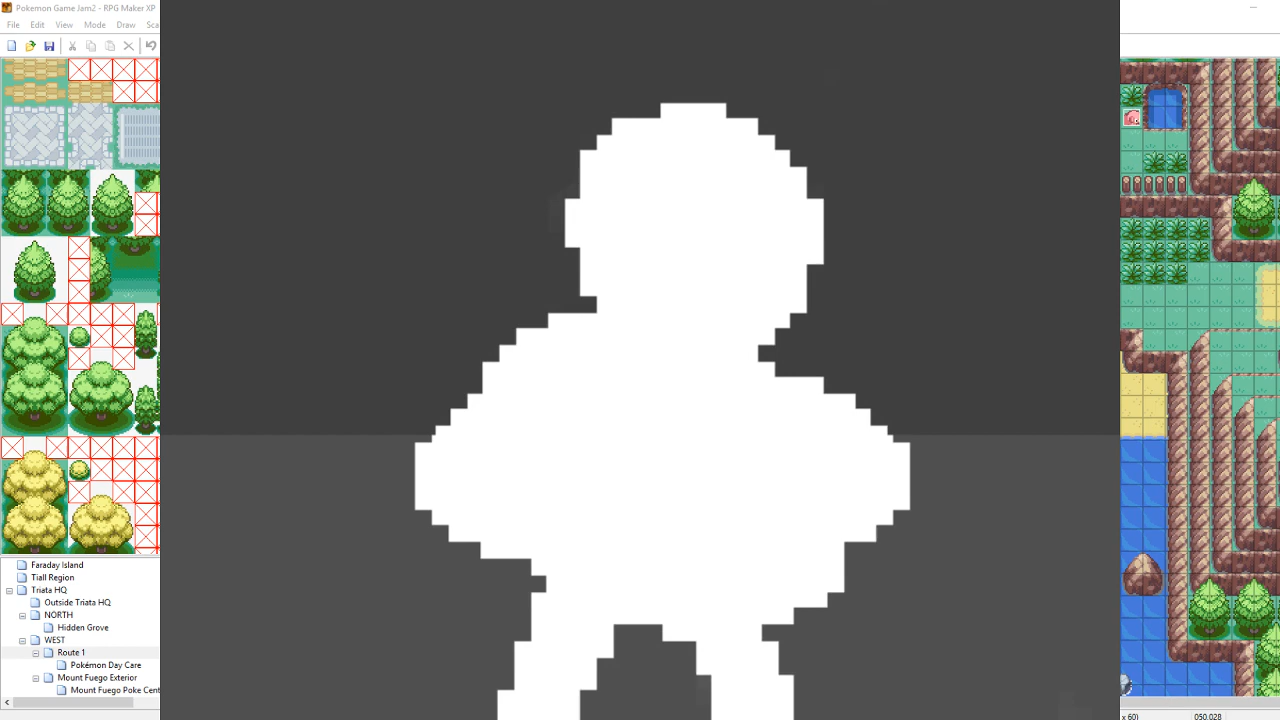 Pokemon Game Jam2 - RPG Maker XP
File Edit View Mode Draw Sca
Faraday Island
Tiall Region
Triata HQ
Outside Triata HQ
NORTH
Hidden Grove
WEST
Route 1
Pokémon Day Care
Mount Fuego Exterior
Mount Fuego Poke Cent
x 60) 050.028